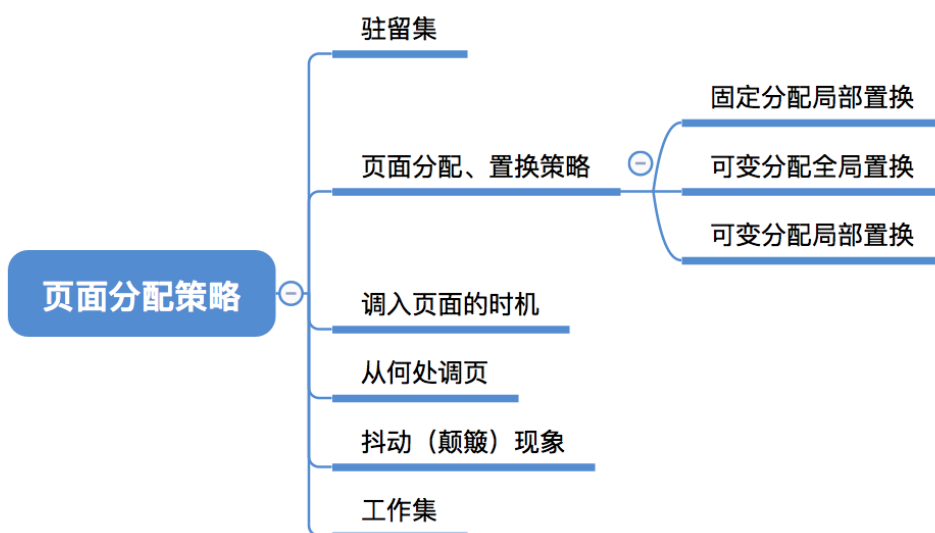 页面分配策略
驻留集
页面分配、置换策略
固定分配局部置换
可变分配全局置换
可变分配局部置换
调入页面的时机
从何处调页
抖动（颠簸）现象
工作集